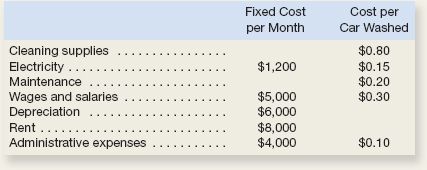 Fixed Cost Cost per
per Month Car Washed
Cleaning supplies ................ $0.80
Electricity ....................... $1,200 $0.15
Maintenance ..................... $0.20
Wages and salaries ............... $5,000 $0.30
Depreciation .................... $6,000
Rent ........................... $8,000
Administrative expenses ........... $4,000 $0.10